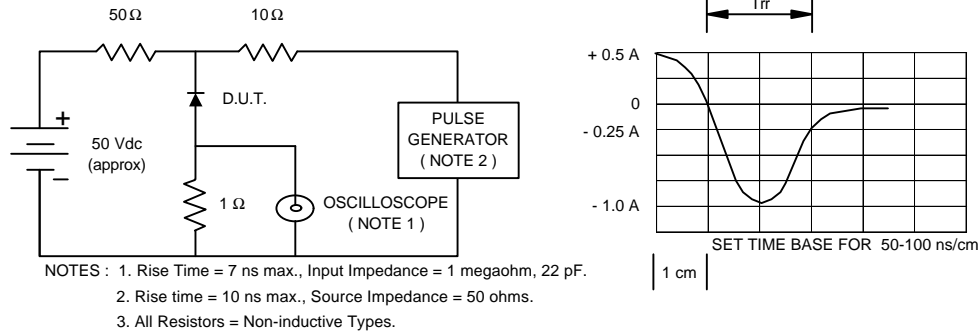 50 Ω
10 Ω
Trr
+ 0.5 A
+
D.U.T.
50 Vdc
(approx)
−
PULSE
GENERATOR
( NOTE 2 )
0
- 0.25 A
1 Ω
OSCILLOSCOPE
( NOTE 1 )
- 1.0 A
SET TIME BASE FOR 50-100 ns/cm
1 cm
NOTES : 1. Rise Time = 7 ns max., Input Impedance = 1 megaohm, 22 pF.
2. Rise time = 10 ns max., Source Impedance = 50 ohms.
3. All Resistors = Non-inductive Types.